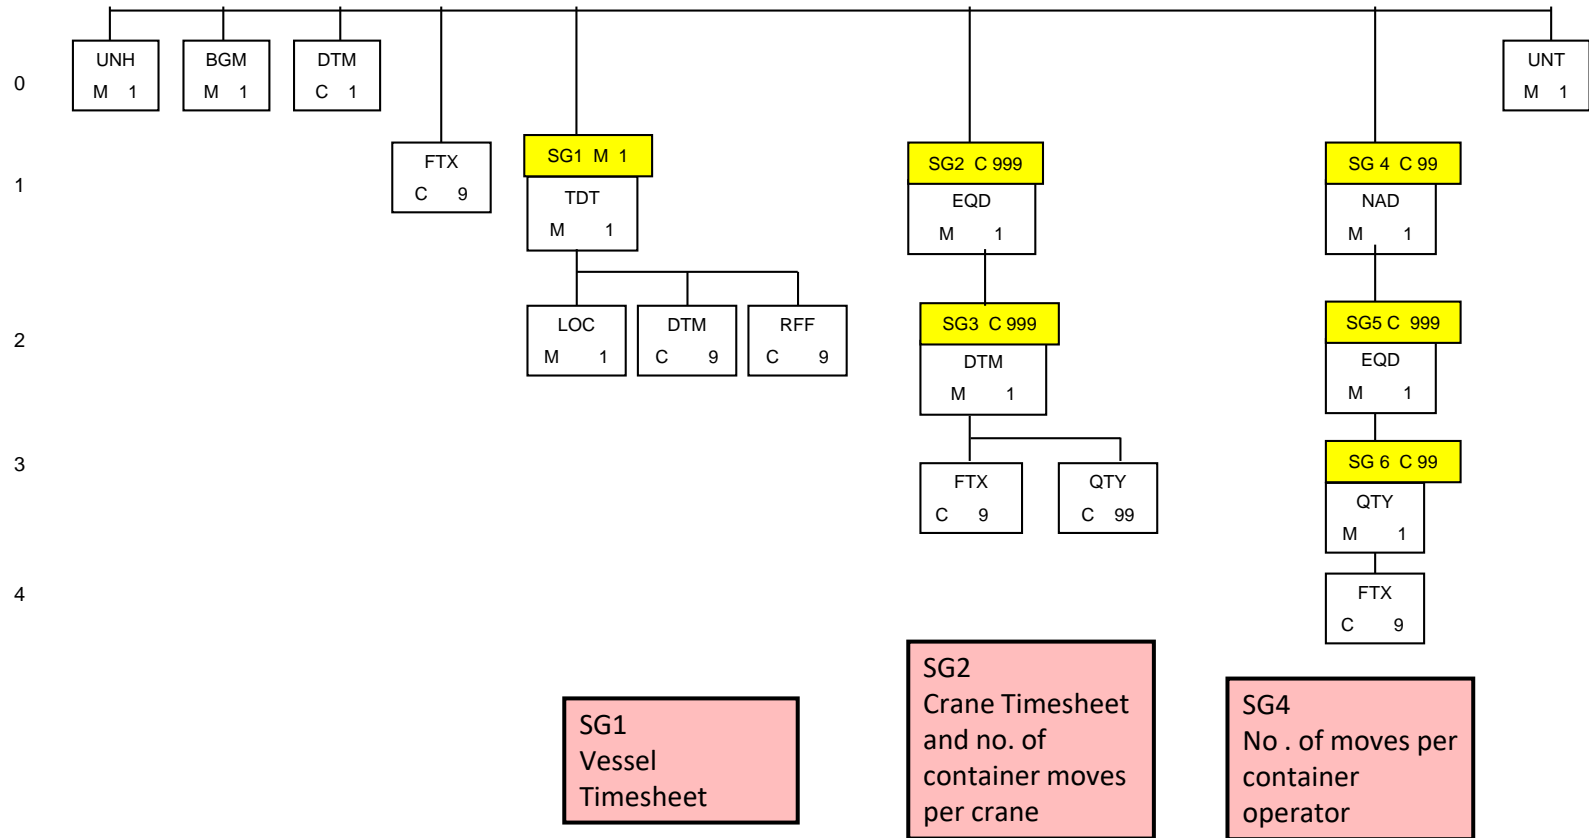 0
UNH
M 1
BGM
M 1
DTM
C 1
UNT
M 1
1
FTX
C 9
SG1 M 1
TDT
M 1
SG2 C 999
EQD
M 1
SG 4 C 99
NAD
M 1
2
LOC
M 1
DTM
C 9
RFF
C 9
SG3 C 999
DTM
M 1
SG5 C 999
EQD
M 1
3
FTX
C 9
QTY
C 99
SG 6 C 99
QTY
M 1
4
FTX
C 9
SG1
Vessel
Timesheet
SG2
Crane Timesheet
and no. of
container moves
per crane
SG4
No . of moves per
container
operator